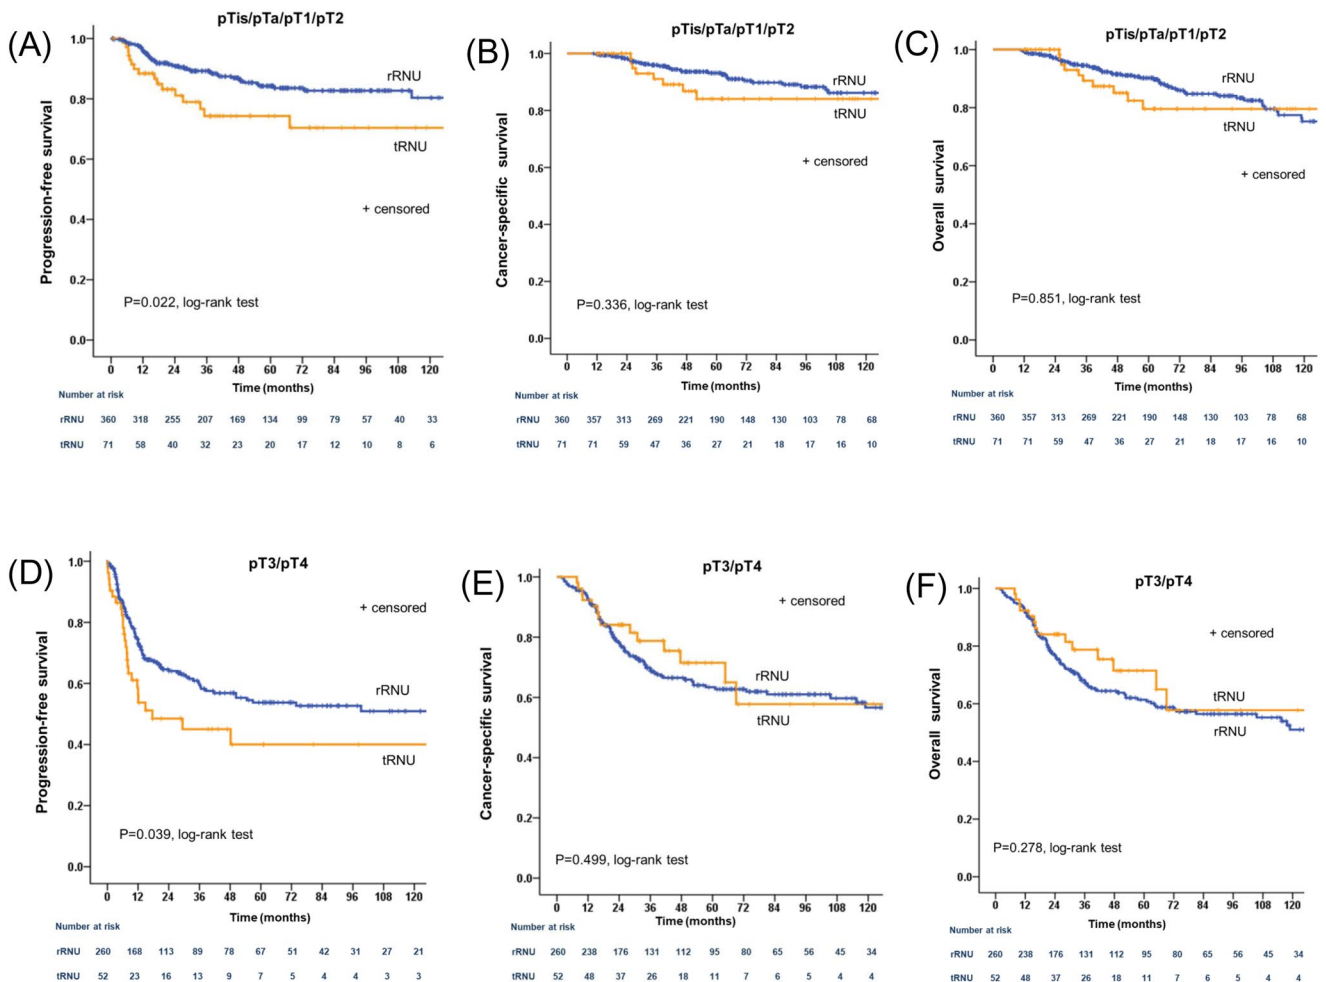 (A)
pTis/pTa/pT1/pT2
Progression-free survival
1.0
0.8
0.6
0.4
0.2
0.0
rRNU
tRNU
+ censored
P=0.022, log-rank test
0 12 24 36 48 60 72 84 96 108 120
Time (months)
Number at risk
rRNU 360 318 255 207 169 134 99 79 57 40 33
tRNU 71 58 40 32 23 20 17 12 10 8 6
(B)
pTis/pTa/pT1/pT2
Cancer-specific survival
1.0
0.8
0.6
0.4
0.2
0.0
rRNU
tRNU
+ censored
P=0.336, log-rank test
0 12 24 36 48 60 72 84 96 108 120
Time (months)
Number at risk
rRNU 360 357 313 269 221 190 148 130 103 78 68
tRNU 71 71 59 47 36 27 21 18 17 16 10
(C)
pTis/pTa/pT1/pT2
Overall survival
1.0
0.8
0.6
0.4
0.2
0.0
rRNU
tRNU
+ censored
P=0.851, log-rank test
0 12 24 36 48 60 72 84 96 108 120
Time (months)
Number at risk
rRNU 360 357 313 269 221 190 148 130 103 78 68
tRNU 71 71 59 47 36 27 21 18 17 16 10
(D)
pT3/pT4
Progression-free survival
1.0
0.8
0.6
0.4
0.2
0.0
+ censored
rRNU
tRNU
P=0.039, log-rank test
0 12 24 36 48 60 72 84 96 108 120
Time (months)
Number at risk
rRNU 260 168 113 89 78 67 51 42 31 27 21
tRNU 52 23 16 13 9 7 5 4 4 3 3
(E)
pT3/pT4
Cancer-specific survival
1.0
0.8
0.6
0.4
0.2
0.0
+ censored
rRNU
tRNU
P=0.499, log-rank test
0 12 24 36 48 60 72 84 96 108 120
Time (months)
Number at risk
rRNU 260 238 176 131 112 95 80 65 56 45 34
tRNU 52 48 37 26 18 11 7 6 5 4 4
(F)
pT3/pT4
Overall survival
1.0
0.8
0.6
0.4
0.2
0.0
+ censored
tRNU
rRNU
P=0.278, log-rank test
0 12 24 36 48 60 72 84 96 108 120
Time (months)
Number at risk
rRNU 260 238 176 131 112 95 80 65 56 45 34
tRNU 52 48 37 26 18 11 7 6 5 4 4